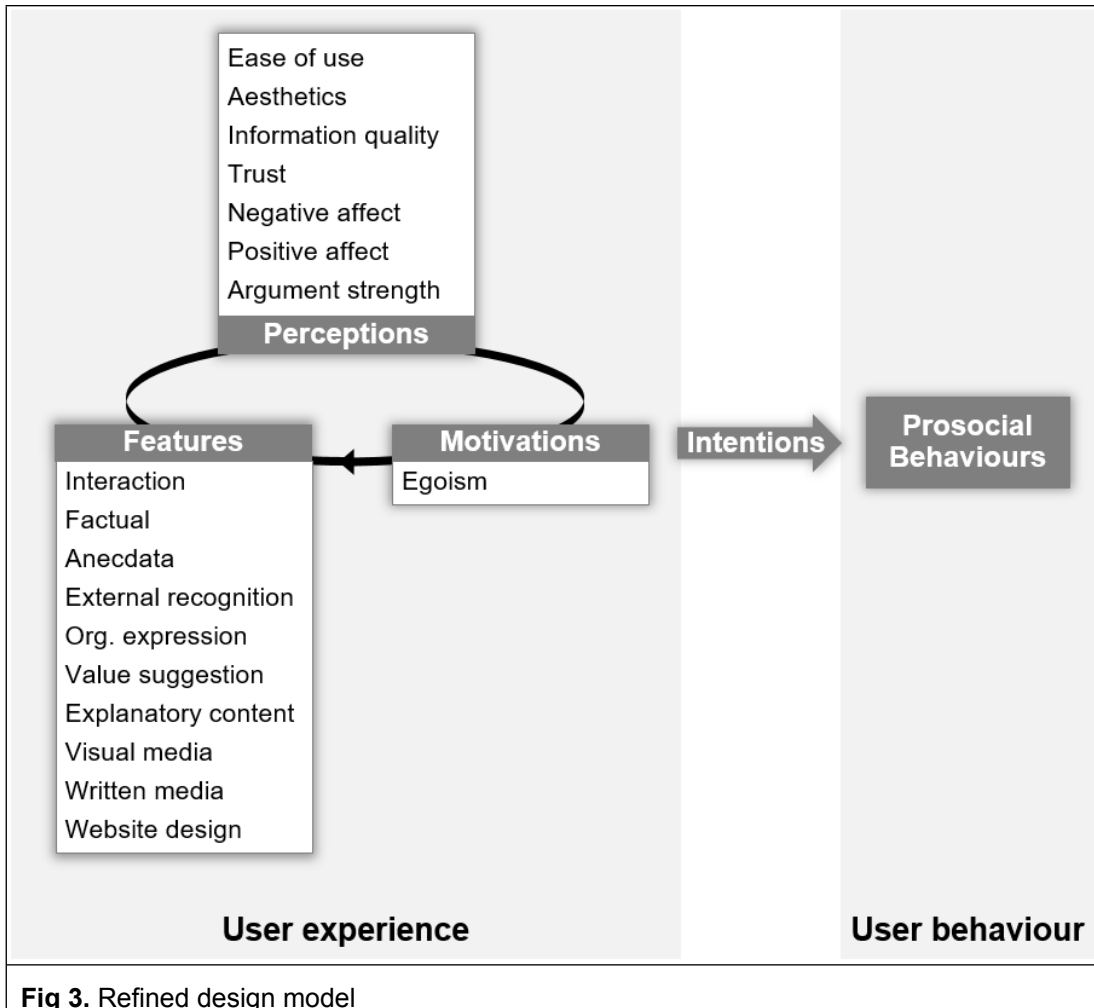 Ease of use
Aesthetics
Information quality
Trust
Negative affect
Positive affect
Argument strength
Perceptions
Features
Interaction
Factual
Anecdata
External recognition
Org. expression
Value suggestion
Explanatory content
Visual media
Written media
Website design
Motivations
Egoism
Intentions
Prosocial
Behaviours
User experience
User behaviour
Fig 3. Refined design model